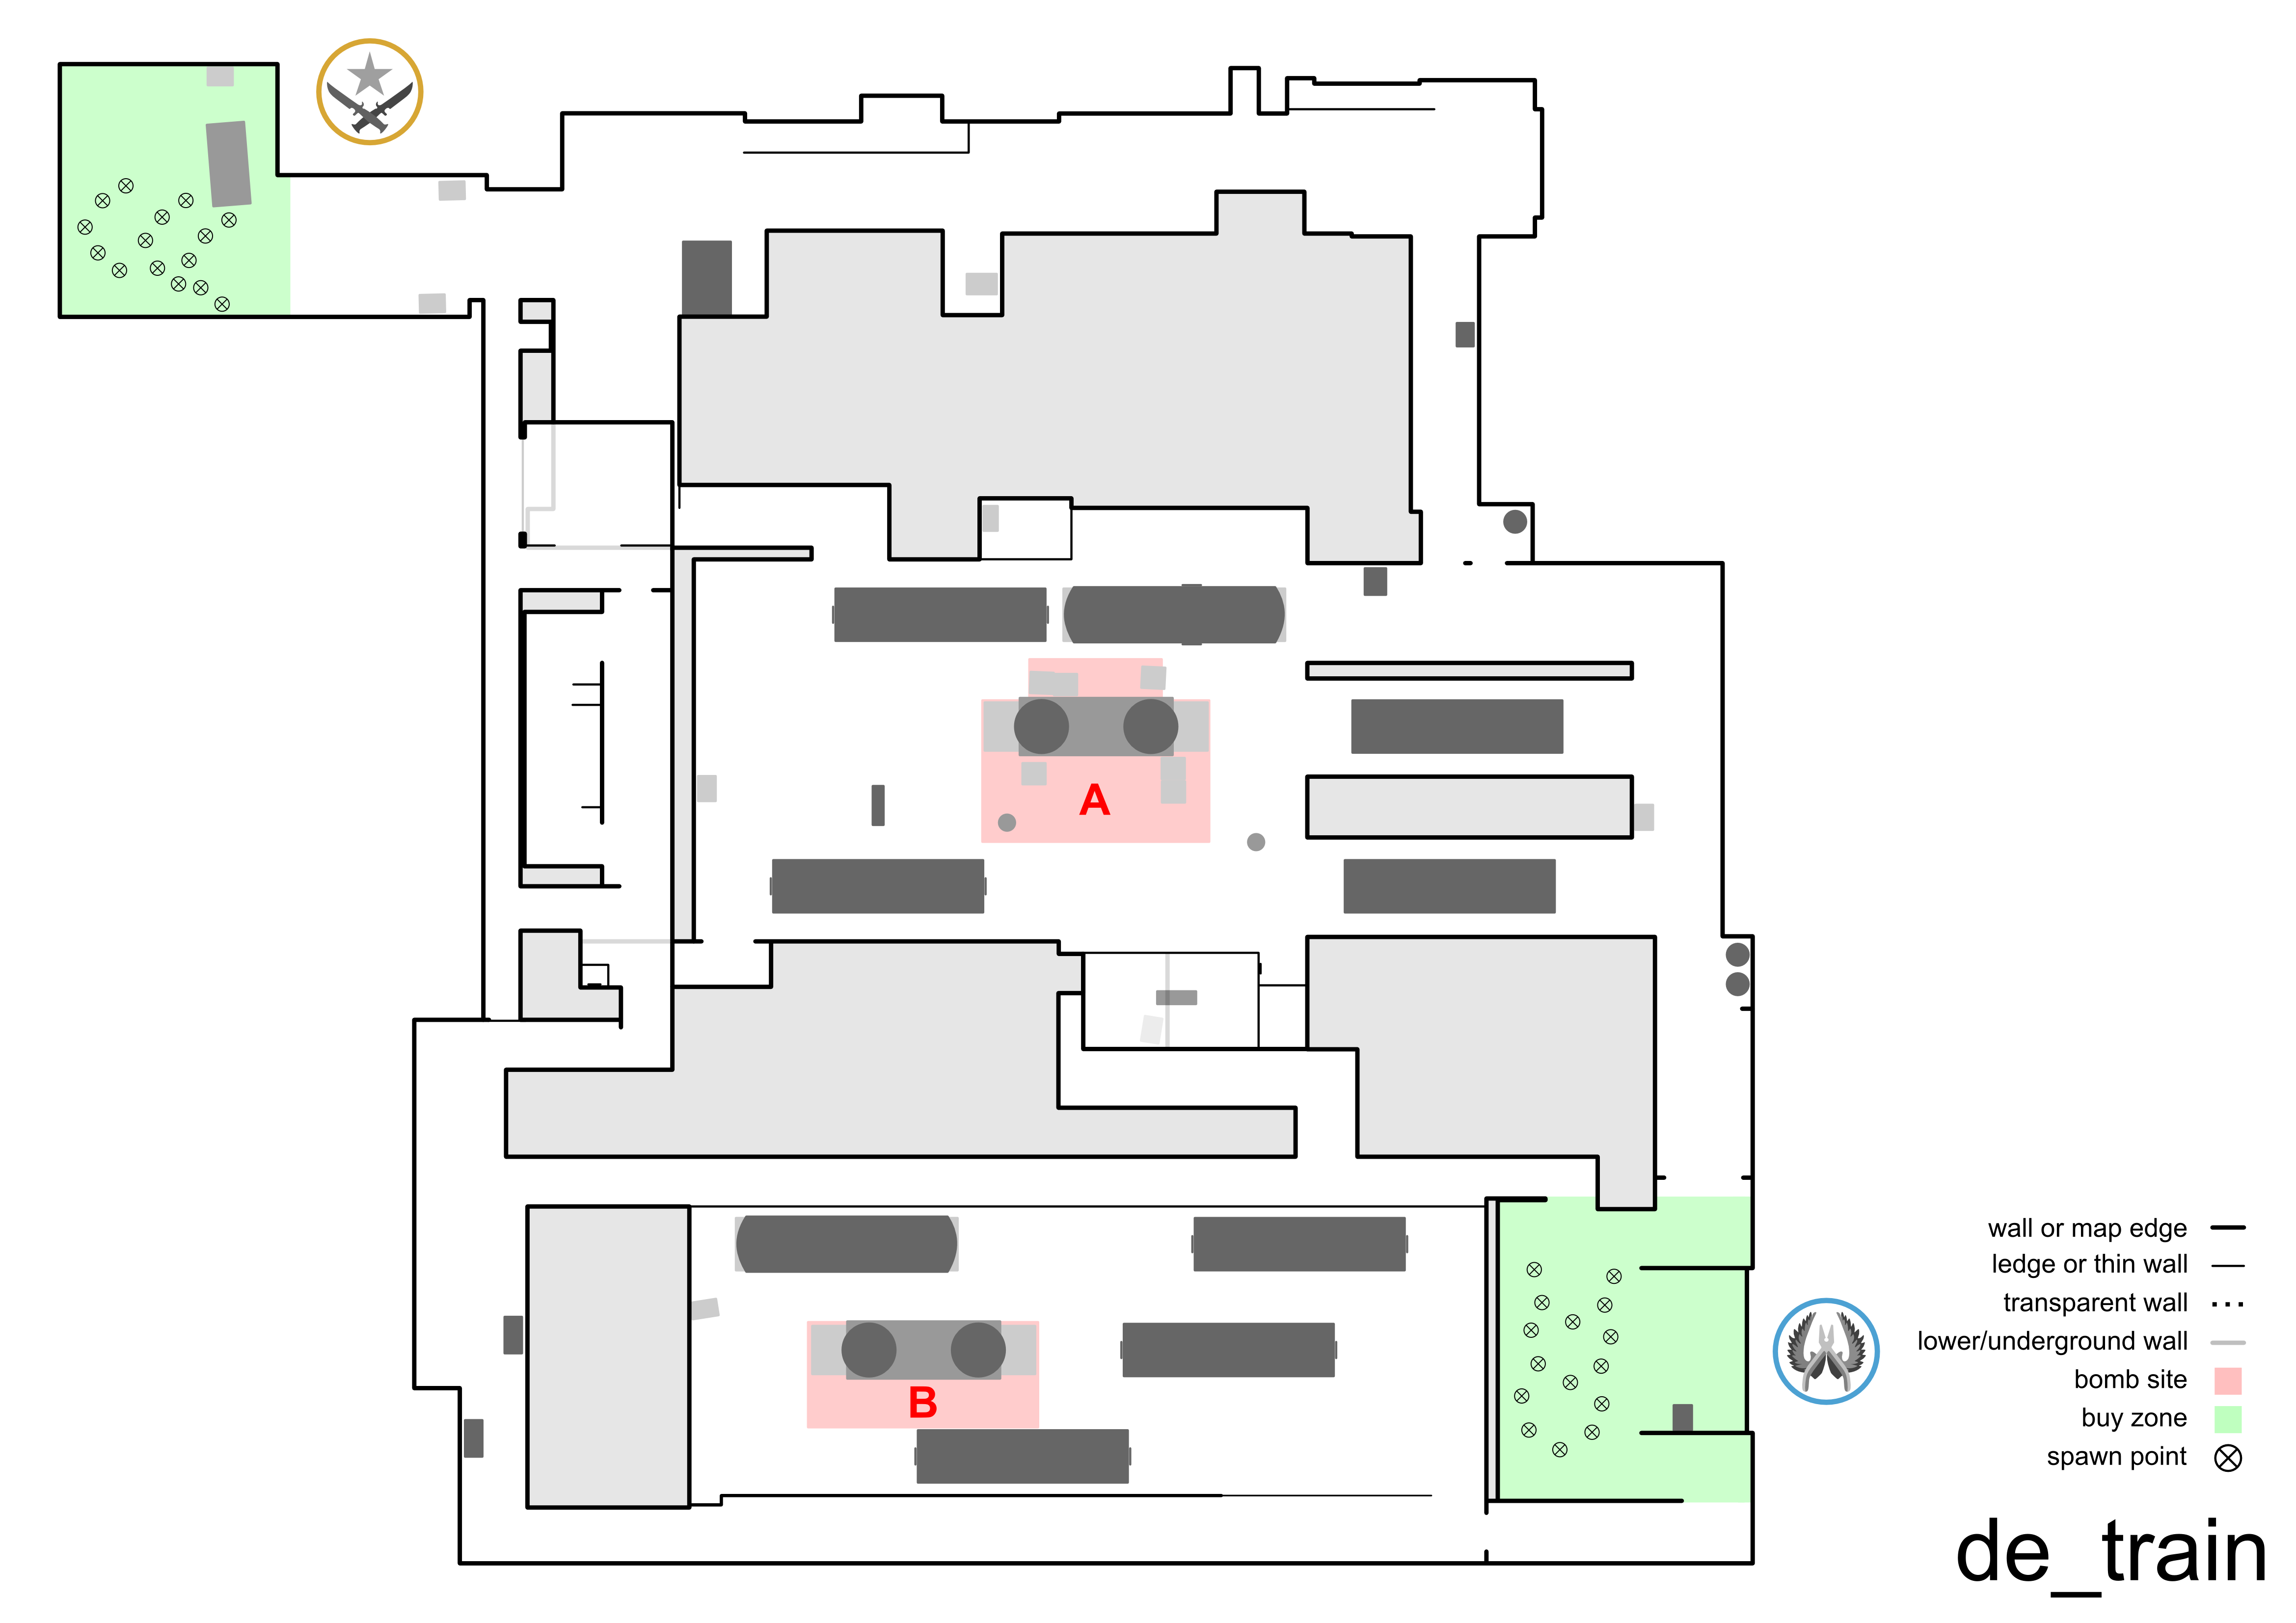 A
B
wall or map edge
ledge or thin wall
transparent wall
lower/underground wall
bomb site
buy zone
spawn point
de_train